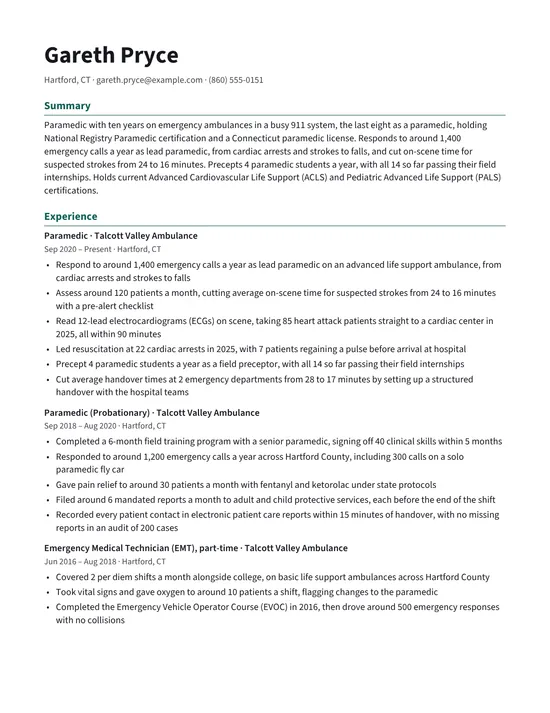 Gareth Pryce
Hartford, CT · gareth.pryce@example.com · (860) 555-0151
Summary
Paramedic with ten years on emergency ambulances in a busy 911 system, the last eight as a paramedic, holding
National Registry Paramedic certification and a Connecticut paramedic license. Responds to around 1,400
emergency calls a year as lead paramedic, from cardiac arrests and strokes to falls, and cut on-scene time for
suspected strokes from 24 to 16 minutes. Precepts 4 paramedic students a year, with all 14 so far passing their field
internships. Holds current Advanced Cardiovascular Life Support (ACLS) and Pediatric Advanced Life Support (PALS)
certifications.
Experience
Paramedic · Talcott Valley Ambulance
Sep 2020 – Present · Hartford, CT
• Respond to around 1,400 emergency calls a year as lead paramedic on an advanced life support ambulance, from
cardiac arrests and strokes to falls
• Assess around 120 patients a month, cutting average on-scene time for suspected strokes from 24 to 16 minutes
with a pre-alert checklist
• Read 12-lead electrocardiograms (ECGs) on scene, taking 85 heart attack patients straight to a cardiac center in
2025, all within 90 minutes
• Led resuscitation at 22 cardiac arrests in 2025, with 7 patients regaining a pulse before arrival at hospital
• Precept 4 paramedic students a year as a field preceptor, with all 14 so far passing their field internships
• Cut average handover times at 2 emergency departments from 28 to 17 minutes by setting up a structured
handover with the hospital teams
Paramedic (Probationary) · Talcott Valley Ambulance
Sep 2018 – Aug 2020 · Hartford, CT
• Completed a 6-month field training program with a senior paramedic, signing off 40 clinical skills within 5 months
• Responded to around 1,200 emergency calls a year across Hartford County, including 300 calls on a solo
paramedic fly car
• Gave pain relief to around 30 patients a month with fentanyl and ketorolac under state protocols
• Filed around 6 mandated reports a month to adult and child protective services, each before the end of the shift
• Recorded every patient contact in electronic patient care reports within 15 minutes of handover, with no missing
reports in an audit of 200 cases
Emergency Medical Technician (EMT), part-time · Talcott Valley Ambulance
Jun 2016 – Aug 2018 · Hartford, CT
• Covered 2 per diem shifts a month alongside college, on basic life support ambulances across Hartford County
• Took vital signs and gave oxygen to around 10 patients a shift, flagging changes to the paramedic
• Completed the Emergency Vehicle Operator Course (EVOC) in 2016, then drove around 500 emergency responses
with no collisions